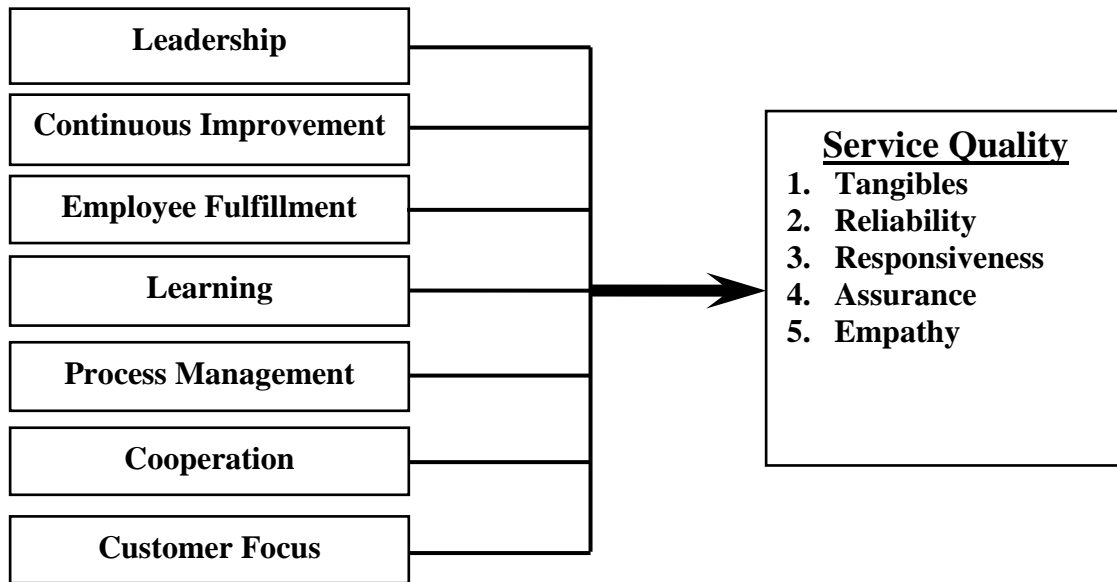 Leadership
Continuous Improvement
Employee Fulfillment
Learning
Process Management
Cooperation
Customer Focus
Service Quality
1. Tangibles
2. Reliability
3. Responsiveness
4. Assurance
5. Empathy